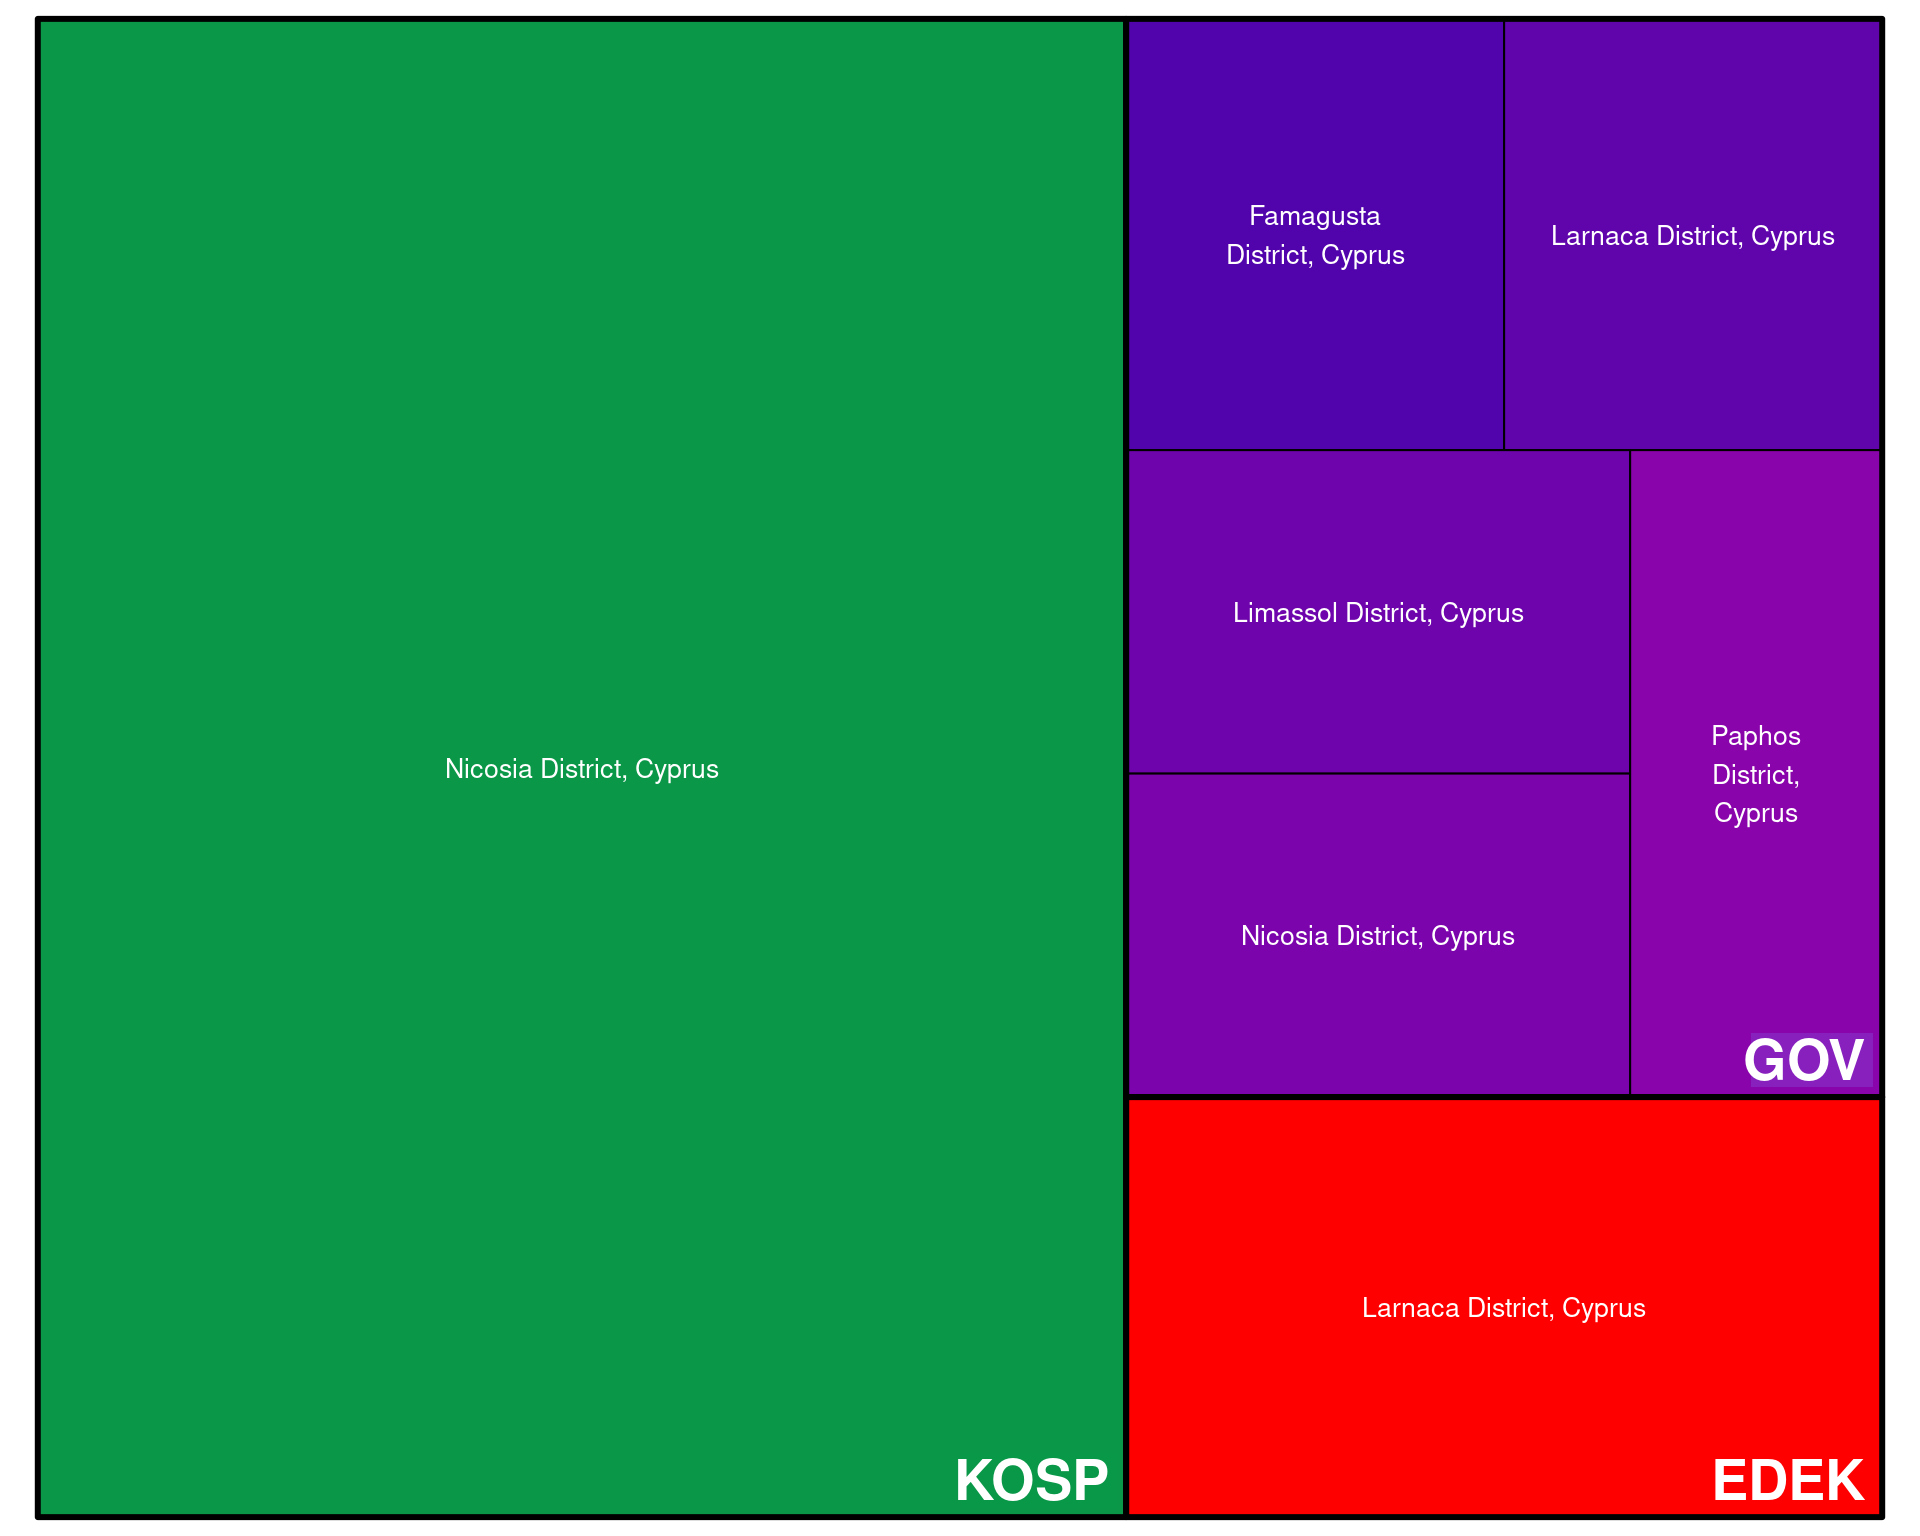 Nicosia District, Cyprus
KOSP
Famagusta
District, Cyprus
Larnaca District, Cyprus
Limassol District, Cyprus
Nicosia District, Cyprus
Paphos
District,
Cyprus
GOV
Larnaca District, Cyprus
EDEK